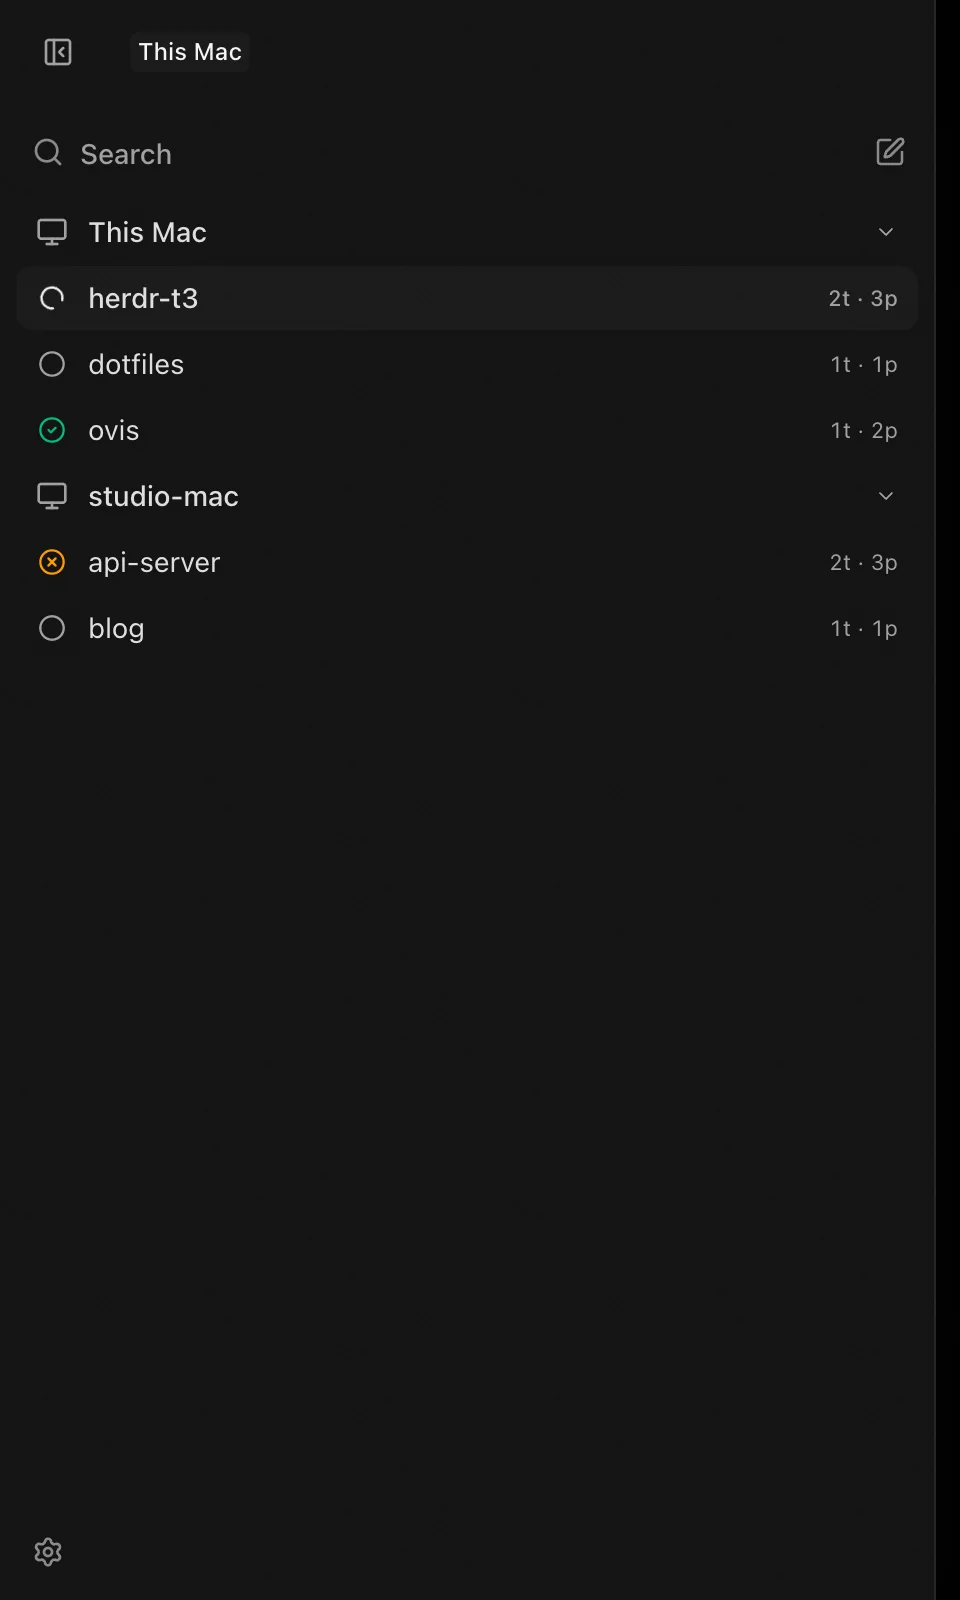 This Mac
Search
This Mac
herdr-t3 2t · 3p
dotfiles 1t · 1p
ovis 1t · 2p
studio-mac
api-server 2t · 3p
blog 1t · 1p